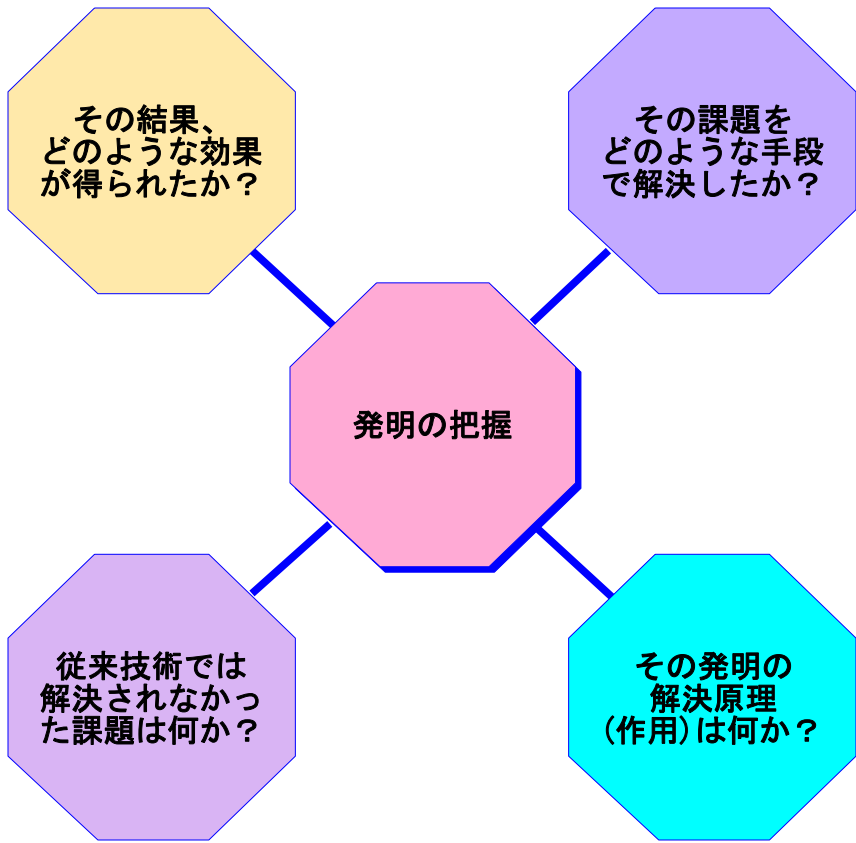 その結果、
どのような効果
が得られたか？
その課題を
どのような手段
で解決したか？
発明の把握
従来技術では
解決されなかっ
た課題は何か？
その発明の
解決原理
(作用)は何か？